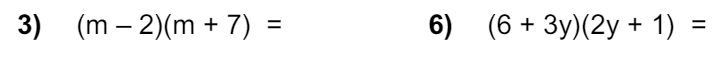 3) (m – 2)(m + 7) = 6) (6 + 3y)(2y + 1) =